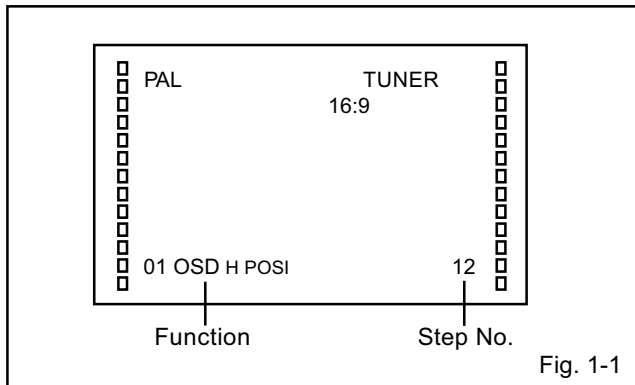 PAL TUNER
16:9
01 OSD H POSI 12
Function Step No.
Fig. 1-1